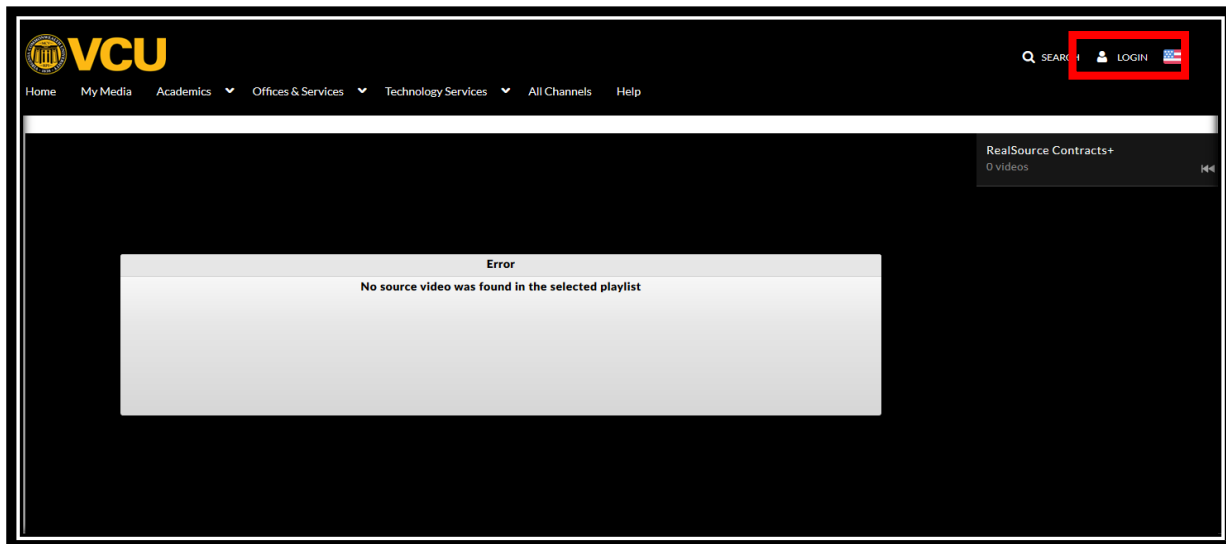 VCU
SEARCH LOGIN
Home My Media Academics Offices & Services Technology Services All Channels Help
RealSource Contracts+
0 videos
Error
No source video was found in the selected playlist